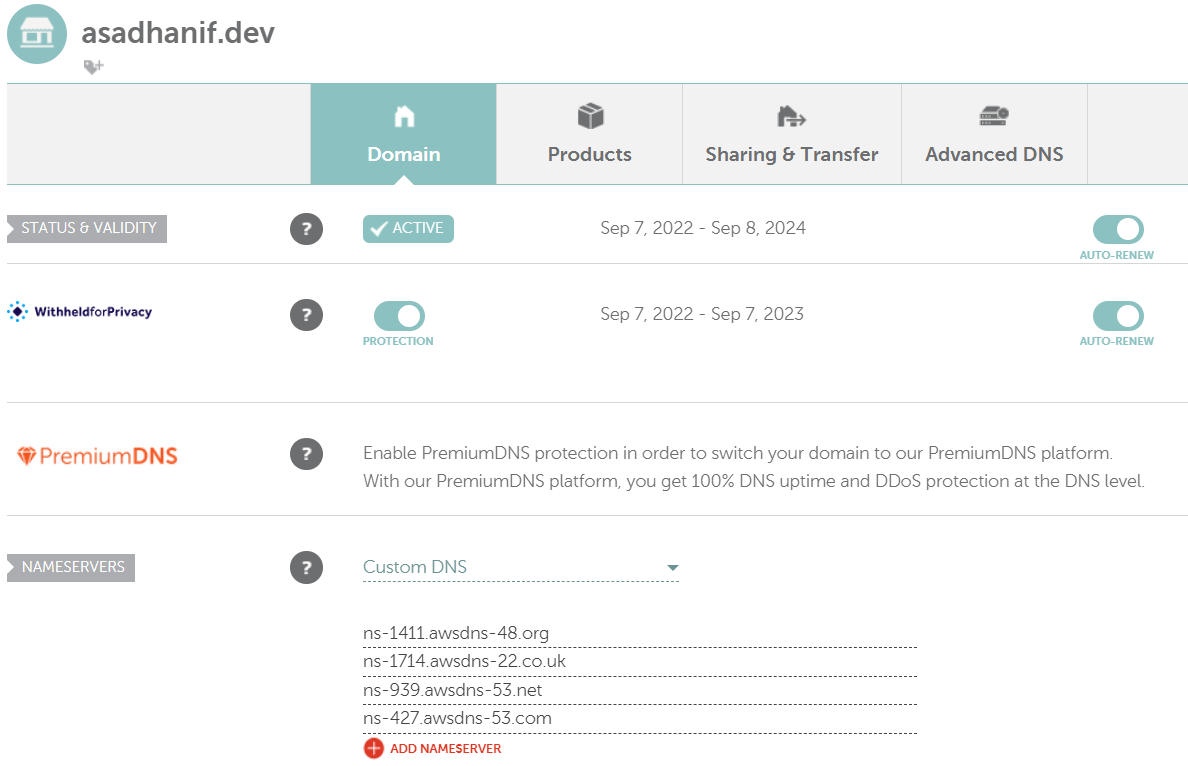 asadhanif.dev
Domain
Products
Sharing & Transfer
Advanced DNS
STATUS & VALIDITY
?
ACTIVE
Sep 7, 2022 - Sep 8, 2024
AUTO-RENEW
WithheldforPrivacy
?
PROTECTION
Sep 7, 2022 - Sep 7, 2023
AUTO-RENEW
PremiumDNS
?
Enable PremiumDNS protection in order to switch your domain to our PremiumDNS platform.
With our PremiumDNS platform, you get 100% DNS uptime and DDoS protection at the DNS level.
NAMESERVERS
?
Custom DNS
ns-1411.awsdns-48.org
ns-1714.awsdns-22.co.uk
ns-939.awsdns-53.net
ns-427.awsdns-53.com
ADD NAMESERVER